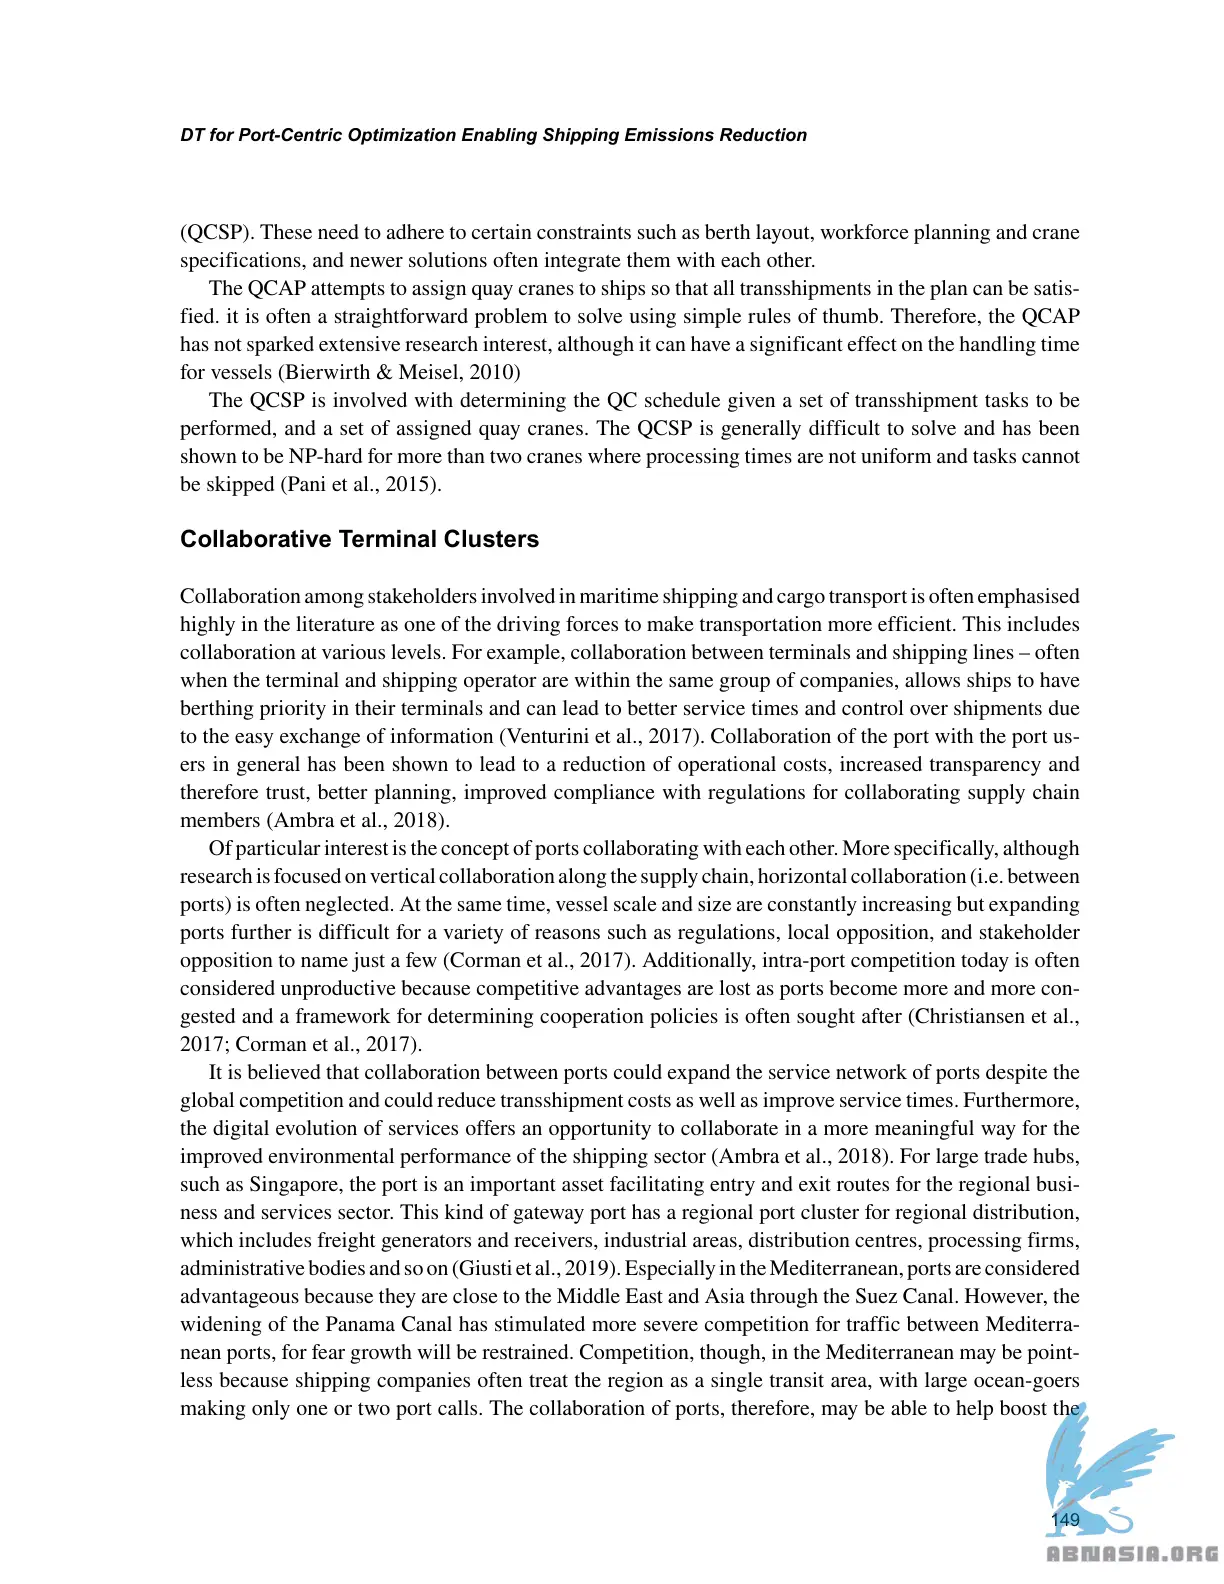 DT for Port-Centric Optimization Enabling Shipping Emissions Reduction
(QCSP). These need to adhere to certain constraints such as berth layout, workforce planning and crane
specifications, and newer solutions often integrate them with each other.
The QCAP attempts to assign quay cranes to ships so that all transshipments in the plan can be satis-
fied. it is often a straightforward problem to solve using simple rules of thumb. Therefore, the QCAP
has not sparked extensive research interest, although it can have a significant effect on the handling time
for vessels (Bierwirth & Meisel, 2010)
The QCSP is involved with determining the QC schedule given a set of transshipment tasks to be
performed, and a set of assigned quay cranes. The QCSP is generally difficult to solve and has been
shown to be NP-hard for more than two cranes where processing times are not uniform and tasks cannot
be skipped (Pani et al., 2015).
Collaborative Terminal Clusters
Collaboration among stakeholders involved in maritime shipping and cargo transport is often emphasised
highly in the literature as one of the driving forces to make transportation more efficient. This includes
collaboration at various levels. For example, collaboration between terminals and shipping lines – often
when the terminal and shipping operator are within the same group of companies, allows ships to have
berthing priority in their terminals and can lead to better service times and control over shipments due
to the easy exchange of information (Venturini et al., 2017). Collaboration of the port with the port us-
ers in general has been shown to lead to a reduction of operational costs, increased transparency and
therefore trust, better planning, improved compliance with regulations for collaborating supply chain
members (Ambra et al., 2018).
Of particular interest is the concept of ports collaborating with each other. More specifically, although
research is focused on vertical collaboration along the supply chain, horizontal collaboration (i.e. between
ports) is often neglected. At the same time, vessel scale and size are constantly increasing but expanding
ports further is difficult for a variety of reasons such as regulations, local opposition, and stakeholder
opposition to name just a few (Corman et al., 2017). Additionally, intra-port competition today is often
considered unproductive because competitive advantages are lost as ports become more and more con-
gested and a framework for determining cooperation policies is often sought after (Christiansen et al.,
2017; Corman et al., 2017).
It is believed that collaboration between ports could expand the service network of ports despite the
global competition and could reduce transshipment costs as well as improve service times. Furthermore,
the digital evolution of services offers an opportunity to collaborate in a more meaningful way for the
improved environmental performance of the shipping sector (Ambra et al., 2018). For large trade hubs,
such as Singapore, the port is an important asset facilitating entry and exit routes for the regional busi-
ness and services sector. This kind of gateway port has a regional port cluster for regional distribution,
which includes freight generators and receivers, industrial areas, distribution centres, processing firms,
administrative bodies and so on (Giusti et al., 2019). Especially in the Mediterranean, ports are considered
advantageous because they are close to the Middle East and Asia through the Suez Canal. However, the
widening of the Panama Canal has stimulated more severe competition for traffic between Mediterra-
nean ports, for fear growth will be restrained. Competition, though, in the Mediterranean may be point-
less because shipping companies often treat the region as a single transit area, with large ocean-goers
making only one or two port calls. The collaboration of ports, therefore, may be able to help boost the
149
ABNASIA.ORG